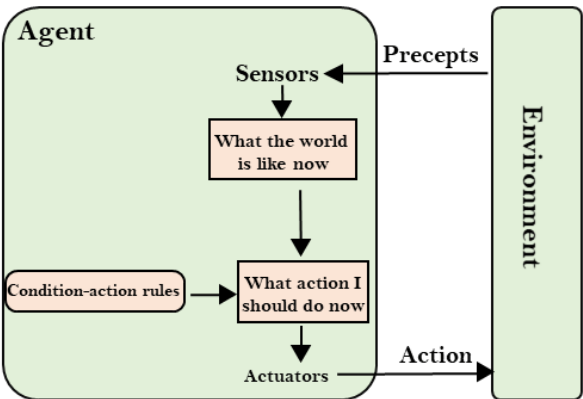 Agent
Precepts
Sensors
What the world
is like now
Environment
Condition-action rules
What action I
should do now
Action
Actuators